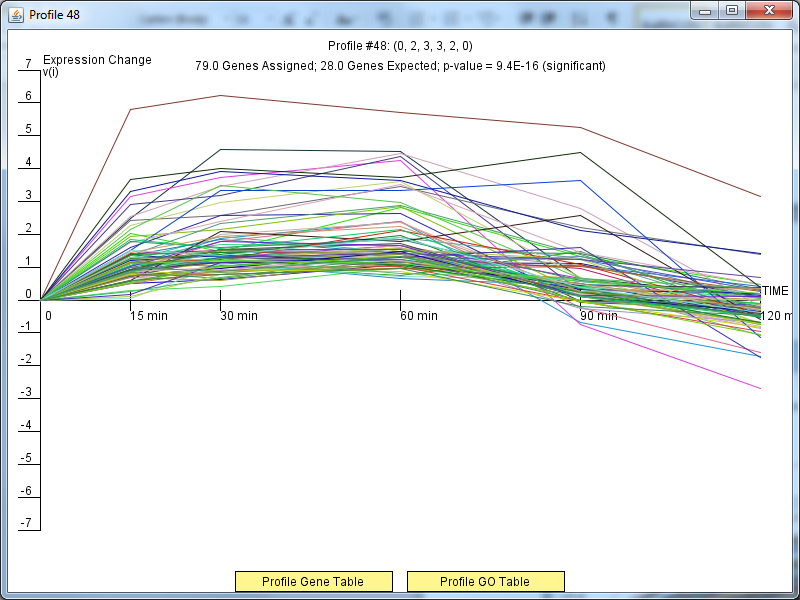 Profile 48
Profile #48: (0, 2, 3, 3, 2, 0)
79.0 Genes Assigned; 28.0 Genes Expected; p-value = 9.4E-16 (significant)
Expression Change
v(i)
7
6
5
4
3
2
1
0
-1
-2
-3
-4
-5
-6
-7
TIME
0 15 min 30 min 60 min 90 min 120 m
Profile Gene Table Profile GO Table